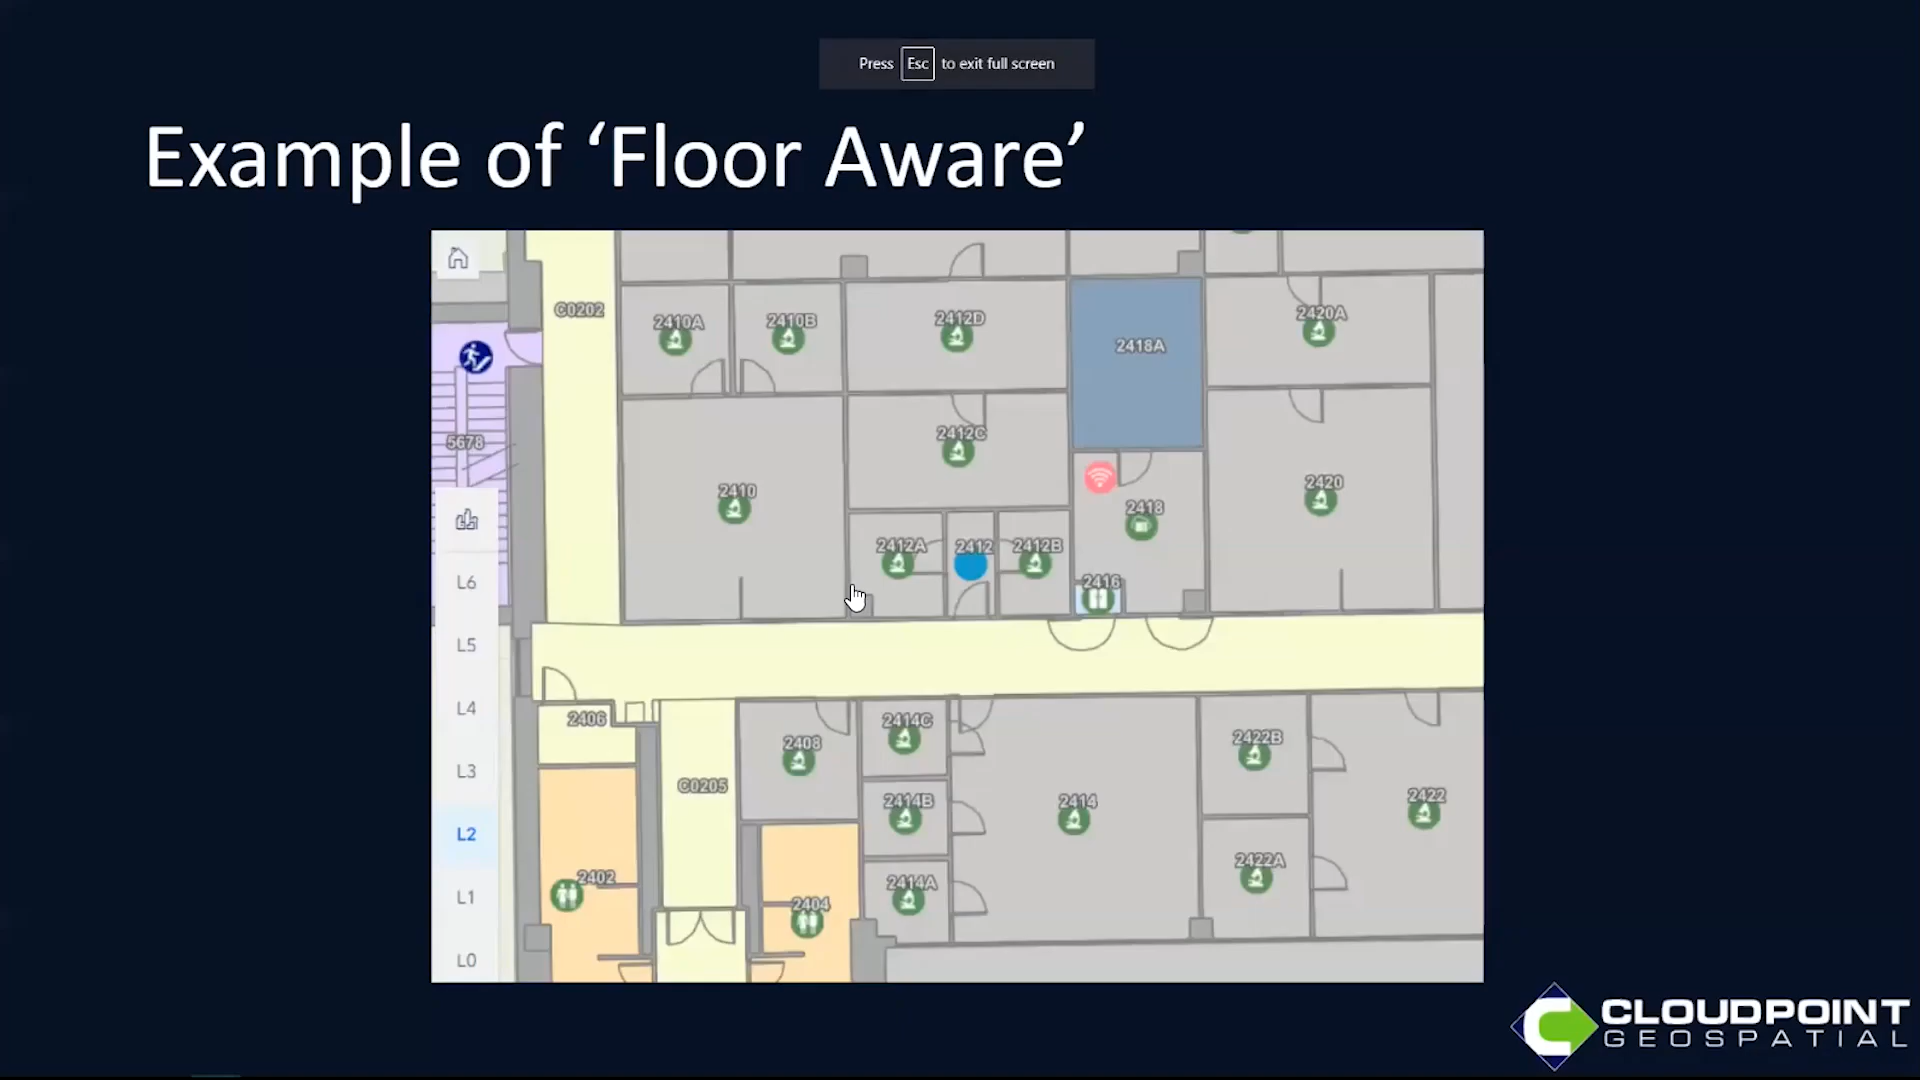 Press Esc to exit full screen
Example of ‘Floor Aware’
C0202
2410A
2410B
2412D
2418A
2420A
5678
2412C
2410
2418
2420
2412A
2412
2412B
2416
L6
L5
L4
L3
L2
L1
L0
2406
2408
2414C
C0205
2414B
2414
2422B
2422
2402
2404
2414A
2422A
CLOUDPOINT
GEOSPATIAL